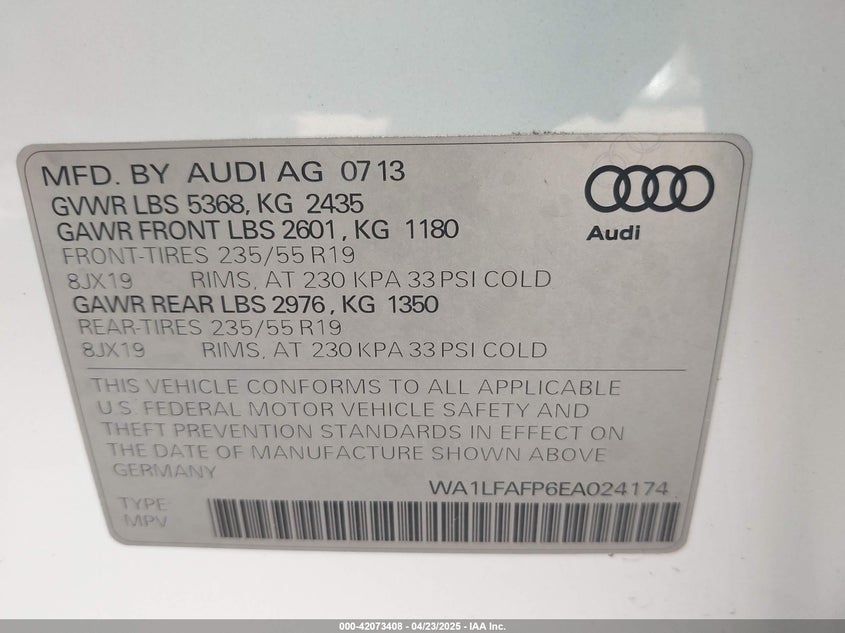 MFD. BY AUDI AG 07 13
GVWR LBS 5368, KG 2435
GAWR FRONT LBS 2601, KG 1180
FRONT-TIRES 235/55 R19
8JX19 RIMS, AT 230 KPA 33 PSI COLD
GAWR REAR LBS 2976, KG 1350
REAR-TIRES 235/55 R19
8JX19 RIMS, AT 230 KPA 33 PSI COLD
Audi
THIS VEHICLE CONFORMS TO ALL APPLICABLE
U.S. FEDERAL MOTOR VEHICLE SAFETY AND
THEFT PREVENTION STANDARDS IN EFFECT ON
THE DATE OF MANUFACTURE SHOWN ABOVE
GERMANY
WA1LFAFP6EA024174
TYPE:
MPV
000-42073408 - 04/23/2025 - IAA Inc.